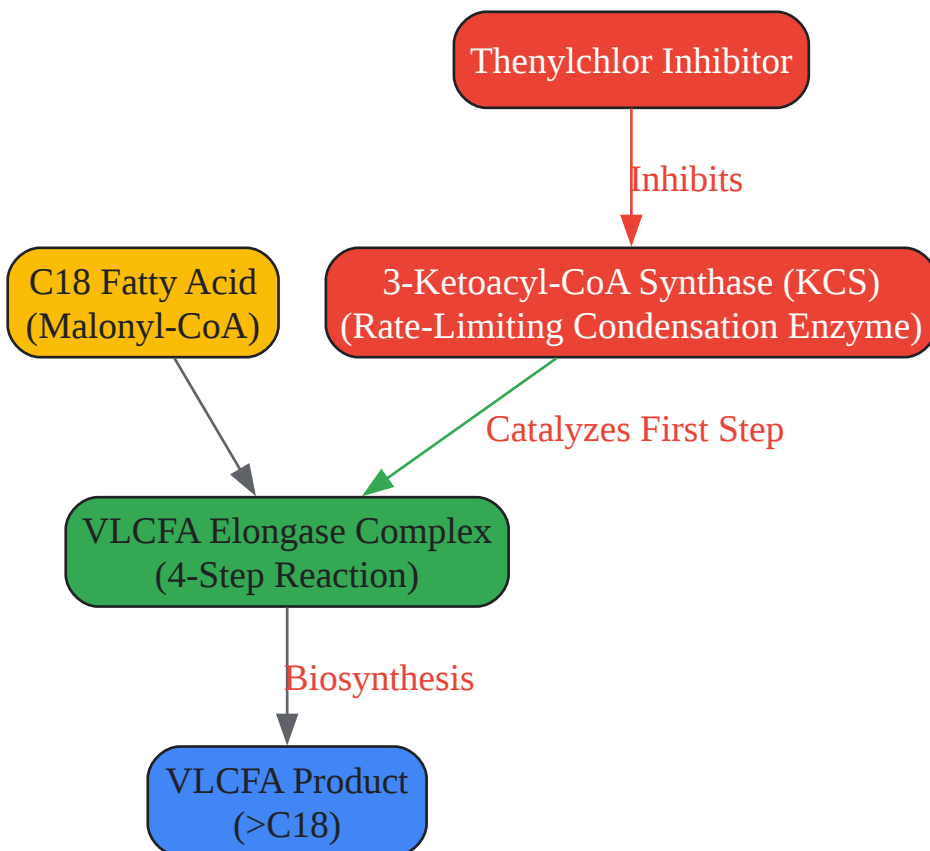 Thenylchlor Inhibitor
Inhibits
C18 Fatty Acid
(Malonyl-CoA)
3-Ketoacyl-CoA Synthase (KCS)
(Rate-Limiting Condensation Enzyme)
Catalyzes First Step
VLCFA Elongase Complex
(4-Step Reaction)
Biosynthesis
VLCFA Product
(>C18)